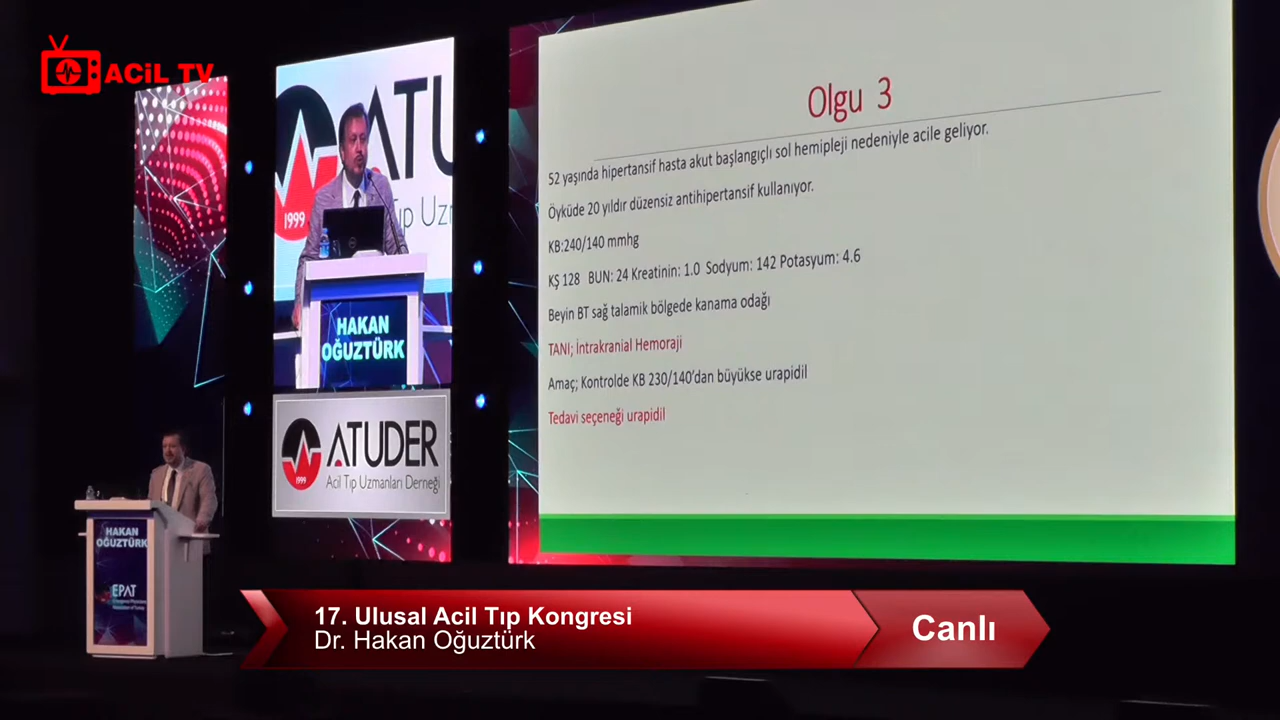 ACİL TV
ATU
1999
Tıp Uzm
HAKAN
OĞUZTÜRK
ATUDER
1999
Acil Tıp Uzmanları Derneği
HAKAN
OĞUZTÜRK
EPAT
Olgu 3
52 yaşında hipertansif hasta akut başlangıçlı sol hemipleji nedeniyle acile geliyor.
Öyküde 20 yıldır düzensiz antihipertansif kullanıyor.
KB:240/140 mmhg
KŞ 128 BUN: 24 Kreatinin: 1.0 Sodyum: 142 Potasyum: 4.6
Beyin BT sağ talamik bölgede kanama odağı
TANI; İntrakranial Hemoraji
Amaç; Kontrolde KB 230/140'dan büyükse urapidil
Tedavi seçeneği urapidil
17. Ulusal Acil Tıp Kongresi
Dr. Hakan Oğuztürk
Canlı